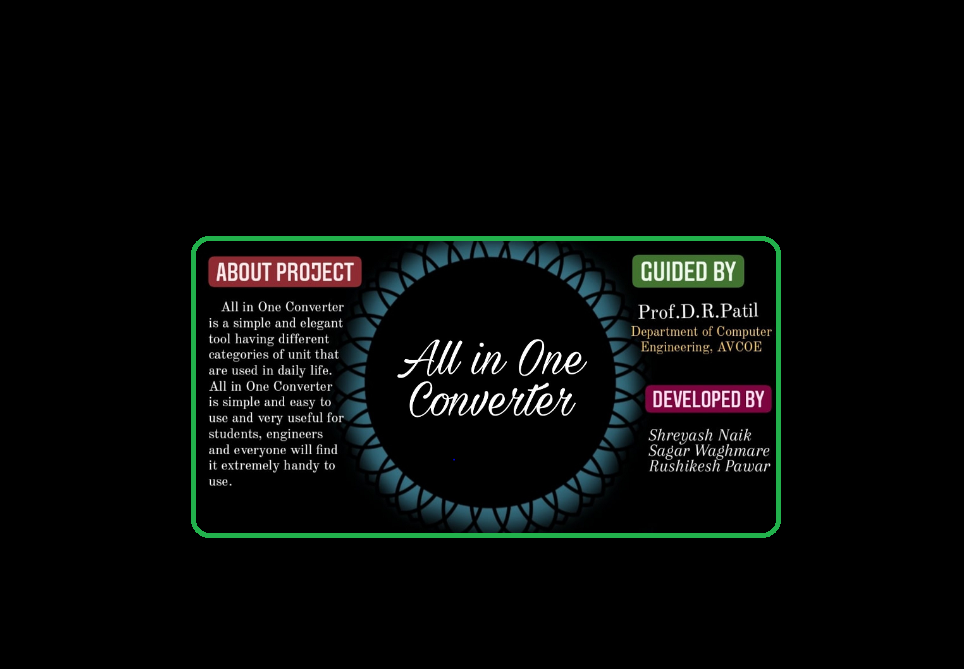 ABOUT PROJECT
All in One Converter
is a simple and elegant
tool having different
categories of unit that
are used in daily life.
All in One Converter
is simple and easy to
use and very useful for
students, engineers
and everyone will find
it extremely handy to
use.
All in One
Converter
GUIDED BY
Prof.D.R.Patil
Department of Computer
Engineering, AVCOE
DEVELOPED BY
Shreyash Naik
Sagar Waghmare
Rushikesh Pawar